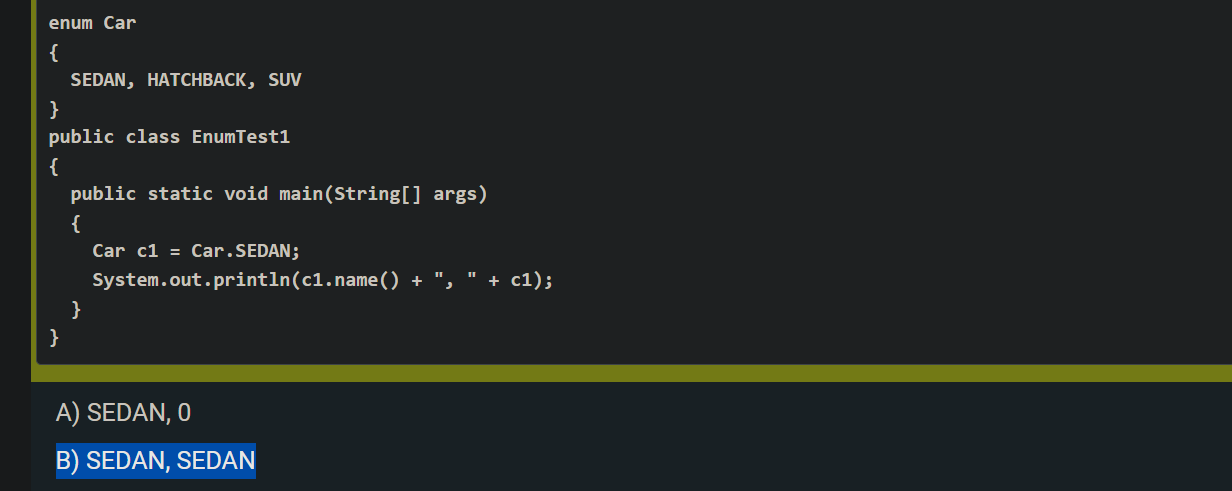 enum Car
{
  SEDAN, HATCHBACK, SUV
}
public class EnumTest1
{
  public static void main(String[] args)
  {
    Car c1 = Car.SEDAN;
    System.out.println(c1.name() + ", " + c1);
  }
}
A) SEDAN, 0
B) SEDAN, SEDAN